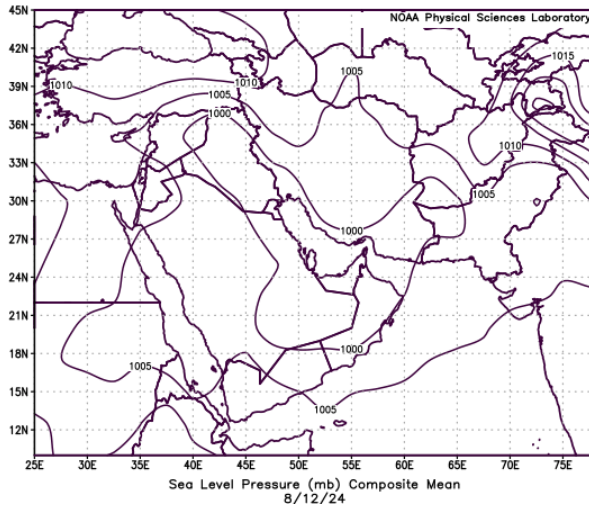 NOAA Physical Sciences Laboratory
45N
42N
39N
36N
33N
30N
27N
24N
21N
18N
15N
12N
1015
1005
1010
1010
1005
1000
1010
1005
1000
1000
1005
1005
25E 30E 35E 40E 45E 50E 55E 60E 65E 70E 75E
Sea Level Pressure (mb) Composite Mean
8/12/24